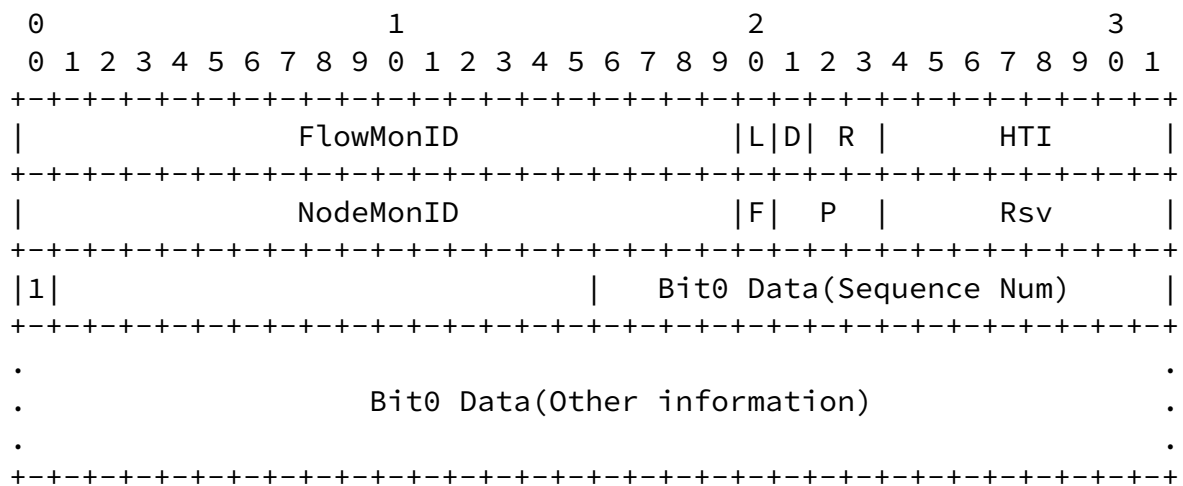 0                   1                   2                   3
 0 1 2 3 4 5 6 7 8 9 0 1 2 3 4 5 6 7 8 9 0 1 2 3 4 5 6 7 8 9 0 1
+-+-+-+-+-+-+-+-+-+-+-+-+-+-+-+-+-+-+-+-+-+-+-+-+-+-+-+-+-+-+-+-+
|               FlowMonID               |L|D| R |      HTI      |
+-+-+-+-+-+-+-+-+-+-+-+-+-+-+-+-+-+-+-+-+-+-+-+-+-+-+-+-+-+-+-+-+
|               NodeMonID               |F|  P  |      Rsv      |
+-+-+-+-+-+-+-+-+-+-+-+-+-+-+-+-+-+-+-+-+-+-+-+-+-+-+-+-+-+-+-+-+
|1|                             |   Bit0 Data(Sequence Num)     |
+-+-+-+-+-+-+-+-+-+-+-+-+-+-+-+-+-+-+-+-+-+-+-+-+-+-+-+-+-+-+-+-+
.                                                               .
.                   Bit0 Data(Other information)                .
.                                                               .
+-+-+-+-+-+-+-+-+-+-+-+-+-+-+-+-+-+-+-+-+-+-+-+-+-+-+-+-+-+-+-+-+